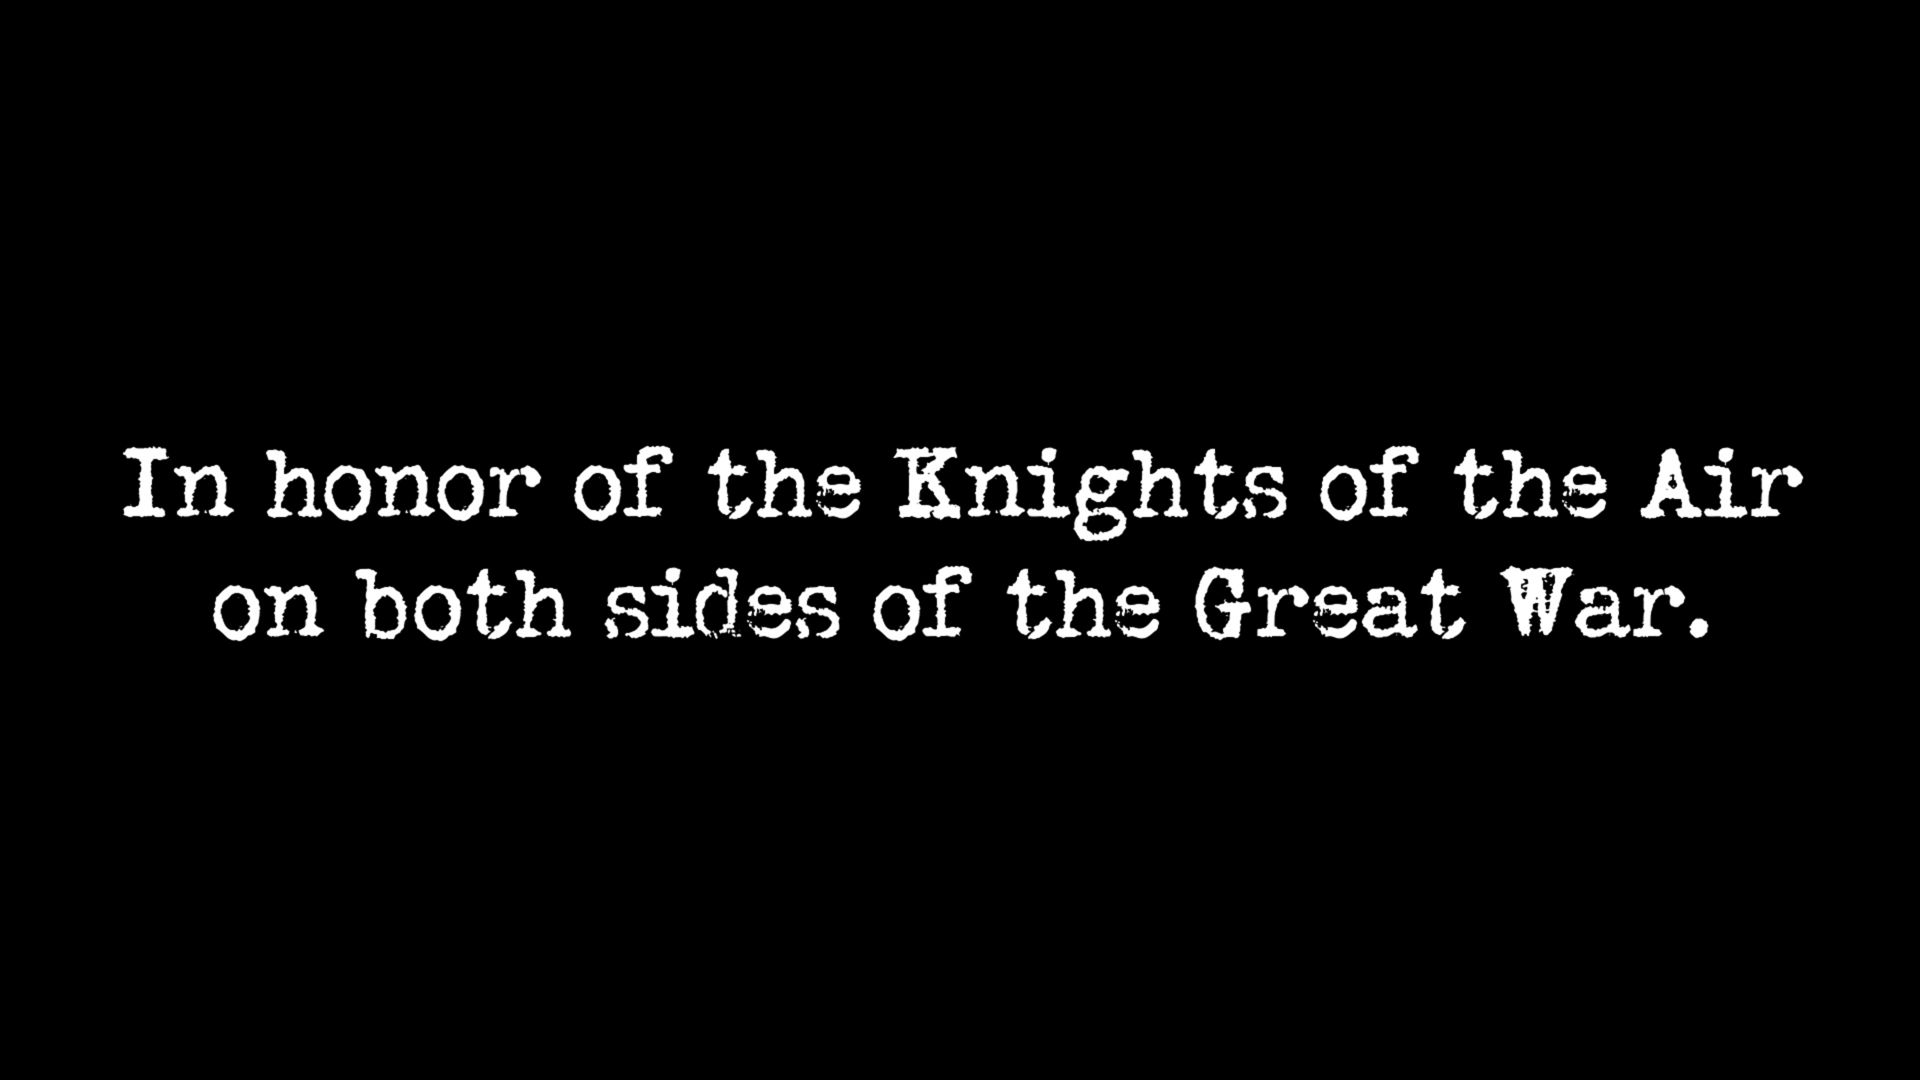 In honor of the Knights of the Air
on both sides of the Great War.